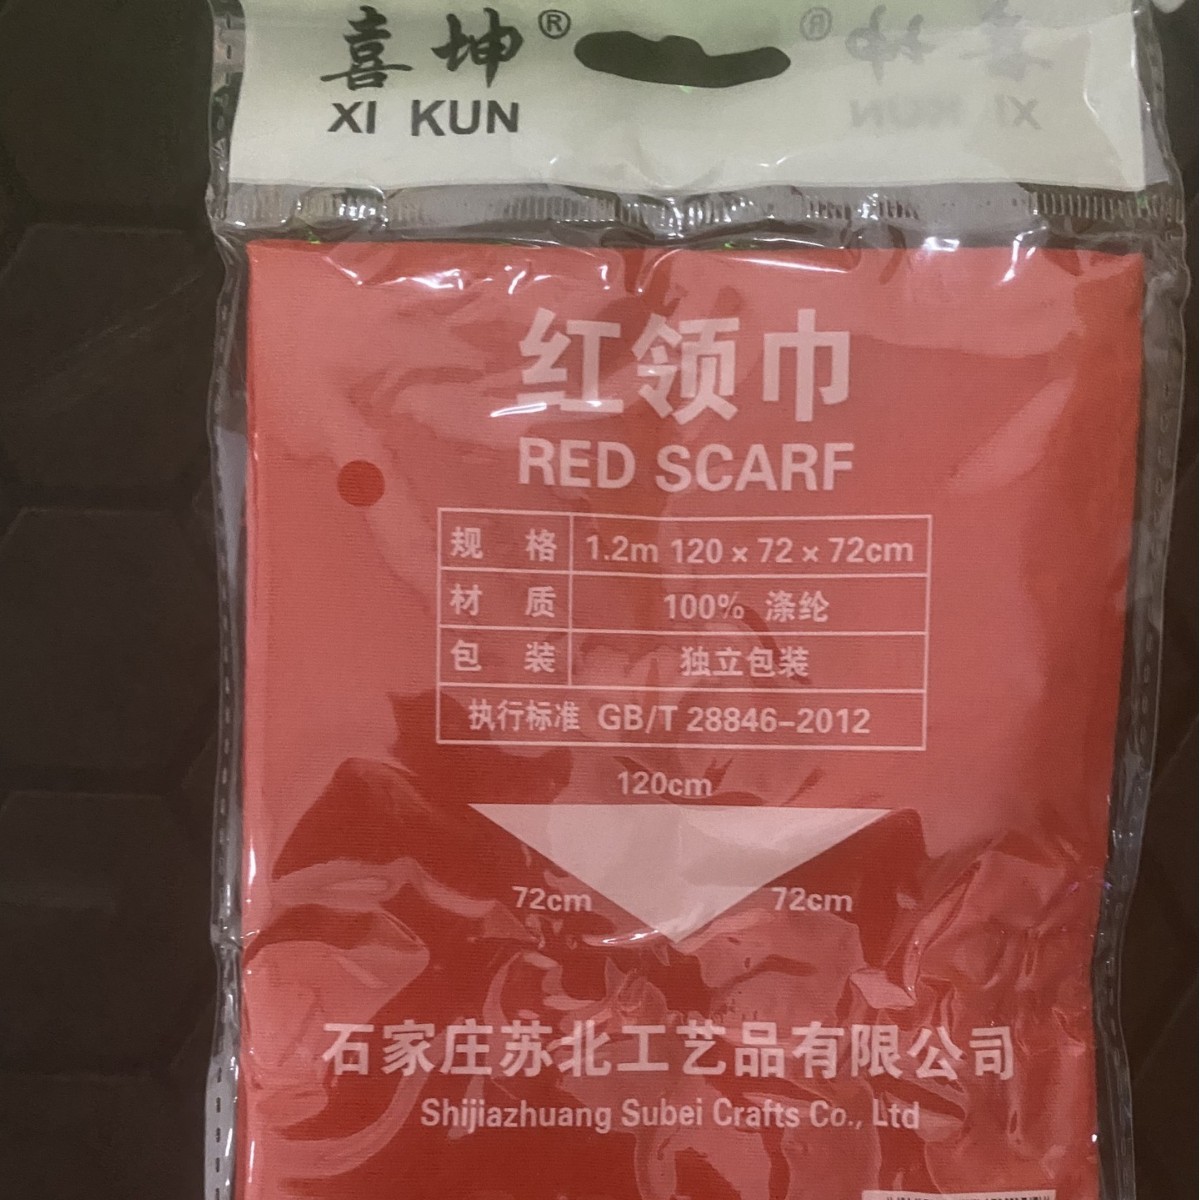 喜坤®
XI KUN
红领巾
RED SCARF
规 格 1.2m 120 × 72 × 72cm
材 质 100% 涤纶
包 装 独立包装
执行标准 GB/T 28846-2012
120cm
72cm 72cm
石家庄苏北工艺品有限公司
Shijiazhuang Subei Crafts Co., Ltd